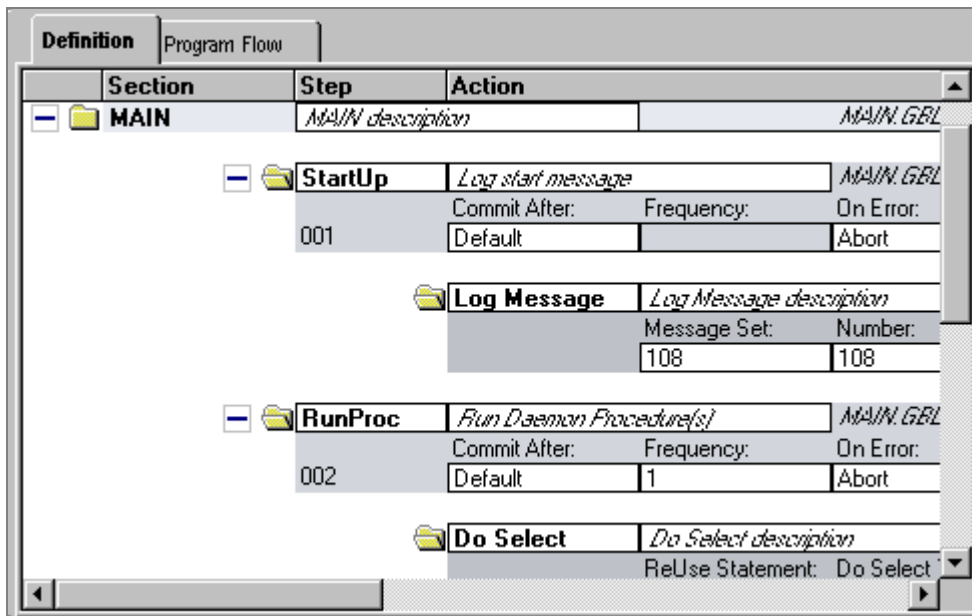 Definition Program Flow
Section Step Action
MAIN MAIN description MAIN.GBL
StartUp Log start message MAIN.GBL
Commit After: Frequency: On Error:
001 Default Abort
Log Message Log Message description
Message Set: Number:
108 108
RunProc Run Daemon Procedure(s) MAIN.GBL
Commit After: Frequency: On Error:
002 Default 1 Abort
Do Select Do Select description
ReUse Statement: Do Select